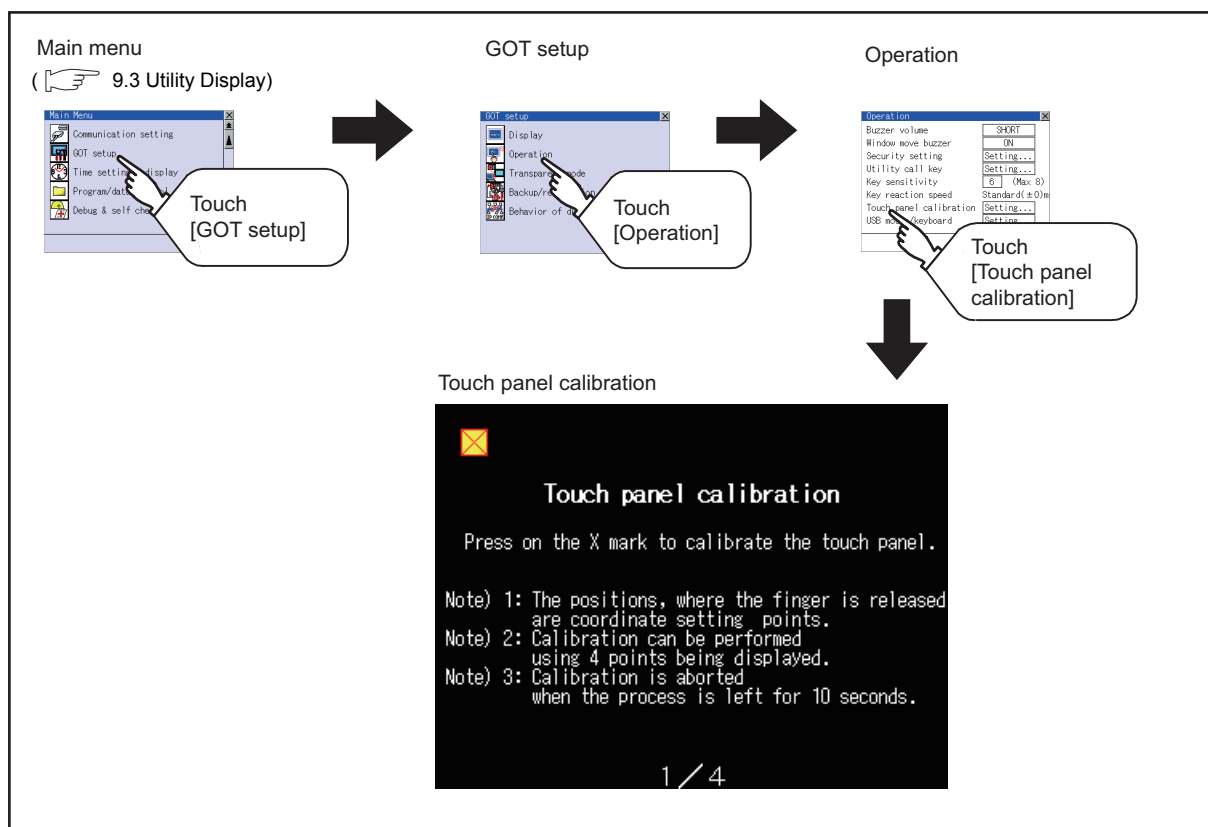 Main menu
( 9.3 Utility Display)
Main Menu
Communication setting
GOT setup
Time setting display
Program/dat
Debug & self che
Touch
[GOT setup]
GOT setup
GOT setup
Display
Operation
Transpare mode
Backup/re ion
Behavior of d
Touch
[Operation]
Operation
Operation
Buzzer volume SHORT
Window move buzzer ON
Security setting Setting...
Utility call key Setting...
Key sensitivity 6 (Max 8)
Key reaction speed Standard(±0)m
Touch panel calibration Setting...
USB mo /keyboard Setting
Touch
[Touch panel
calibration]
Touch panel calibration
Touch panel calibration
Press on the X mark to calibrate the touch panel.
Note) 1: The positions, where the finger is released
are coordinate setting points.
Note) 2: Calibration can be performed
using 4 points being displayed.
Note) 3: Calibration is aborted
when the process is left for 10 seconds.
1/4